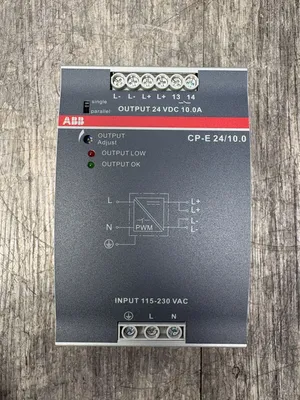 L- L- L+ L+ 13 14
OUTPUT 24 VDC 10.0A
single
parallel
ABB
OUTPUT
Adjust
CP-E 24/10.0
OUTPUT LOW
OUTPUT OK
L
L+
L+
N
L-
L-
PWM
INPUT 115-230 VAC
L N